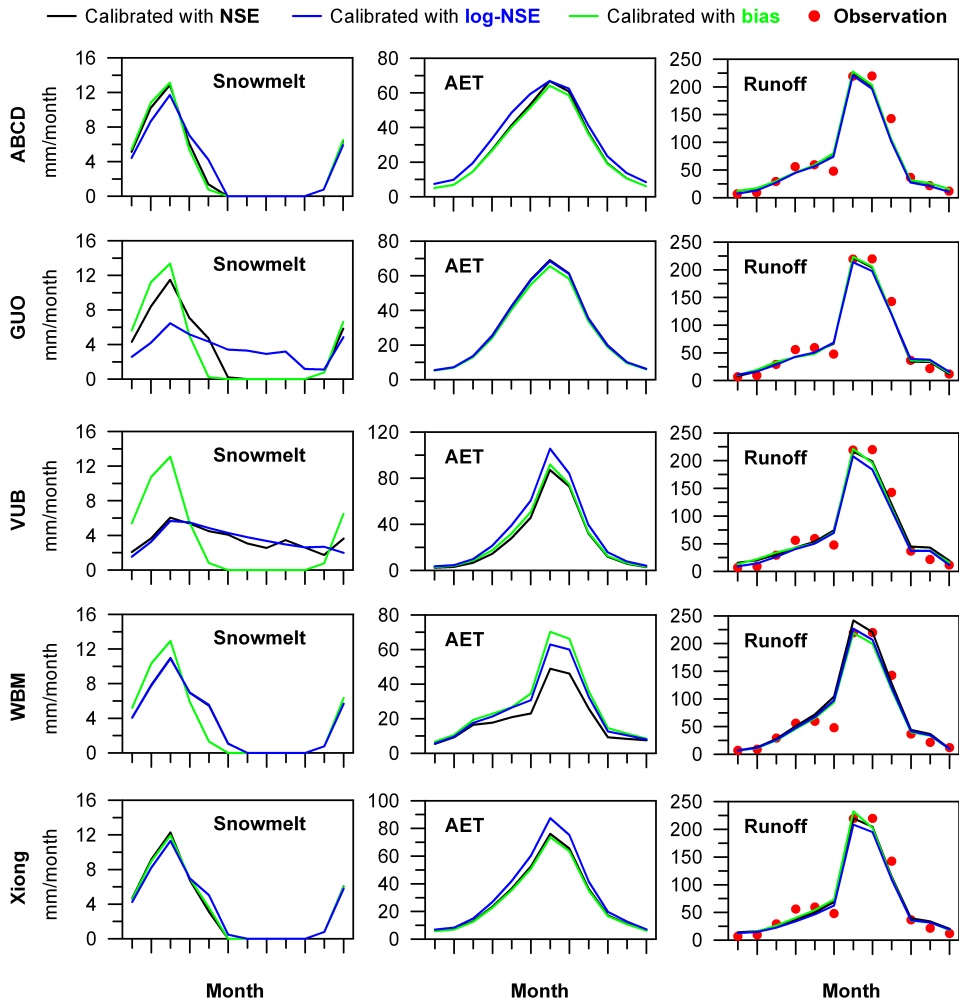 Calibrated with NSE Calibrated with log-NSE Calibrated with bias Observation
ABCD
mm/month
16
12
8
4
0
Snowmelt
80
60
40
20
0
AET
250
200
150
100
50
0
Runoff
GUO
mm/month
16
12
8
4
0
Snowmelt
80
60
40
20
0
AET
250
200
150
100
50
0
Runoff
VUB
mm/month
16
12
8
4
0
Snowmelt
120
80
40
0
AET
250
200
150
100
50
0
Runoff
WBM
mm/month
16
12
8
4
0
Snowmelt
80
60
40
20
0
AET
250
200
150
100
50
0
Runoff
Xiong
mm/month
16
12
8
4
0
Snowmelt
100
80
60
40
20
0
AET
250
200
150
100
50
0
Runoff
Month Month Month